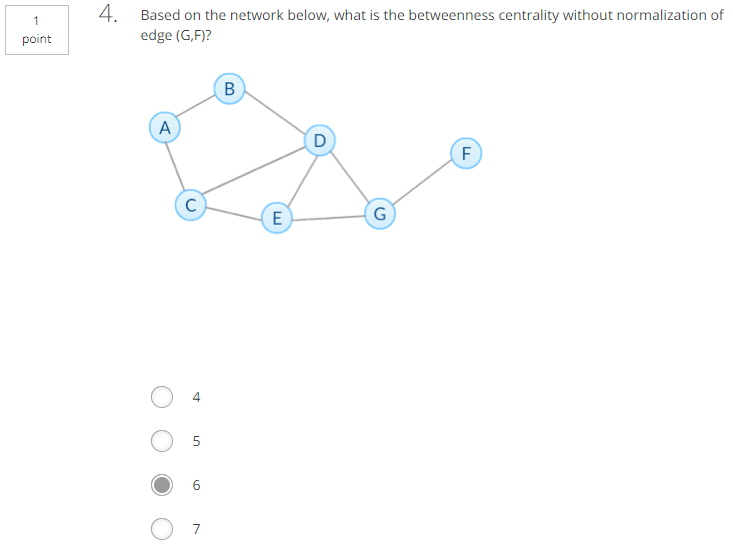 1
point
4.
Based on the network below, what is the betweenness centrality without normalization of
edge (G,F)?
B
A
D
F
C
E
G
4
5
6
7